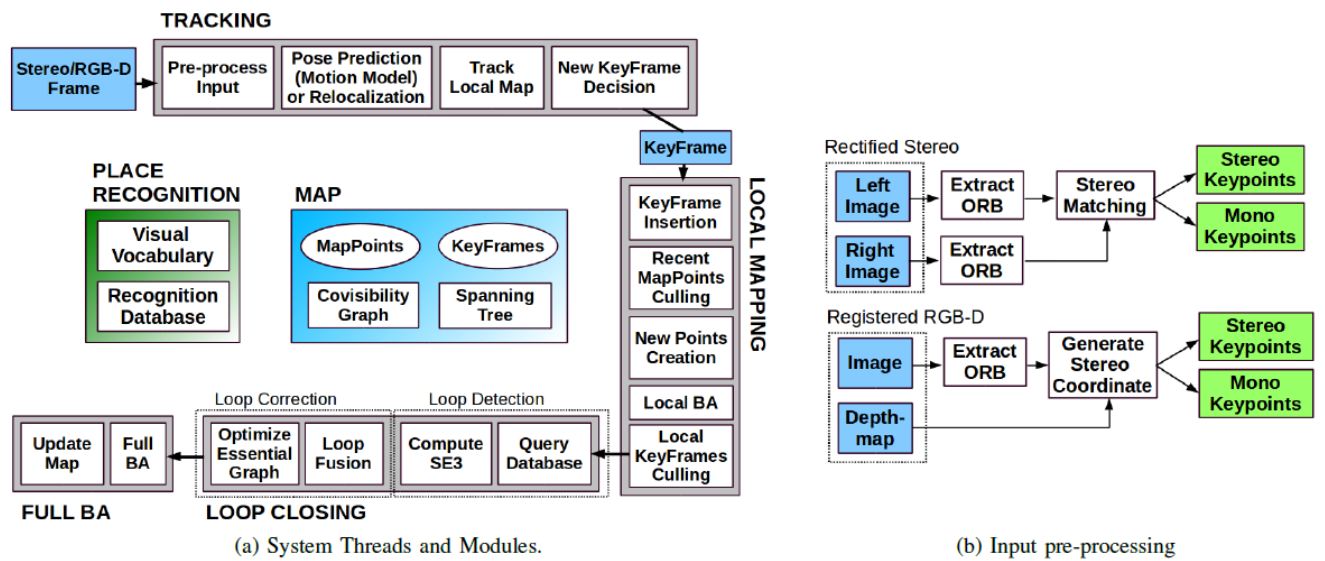 TRACKING
Stereo/RGB-D
Frame
Pre-process
Input
Pose Prediction
(Motion Model)
or Relocalization
Track
Local Map
New KeyFrame
Decision
KeyFrame
PLACE
RECOGNITION
Visual
Vocabulary
Recognition
Database
MAP
MapPoints
KeyFrames
Covisibility
Graph
Spanning
Tree
LOCAL MAPPING
KeyFrame
Insertion
Recent
MapPoints
Culling
New Points
Creation
Local BA
Local
KeyFrames
Culling
Loop Correction
Loop Detection
Optimize
Essential
Graph
Loop
Fusion
Compute
SE3
Query
Database
Update
Map
Full
BA
FULL BA
LOOP CLOSING
(a) System Threads and Modules.
Rectified Stereo
Left
Image
Extract
ORB
Stereo
Matching
Stereo
Keypoints
Mono
Keypoints
Right
Image
Extract
ORB
Registered RGB-D
Image
Extract
ORB
Generate
Stereo
Coordinate
Stereo
Keypoints
Mono
Keypoints
Depth-
map
(b) Input pre-processing